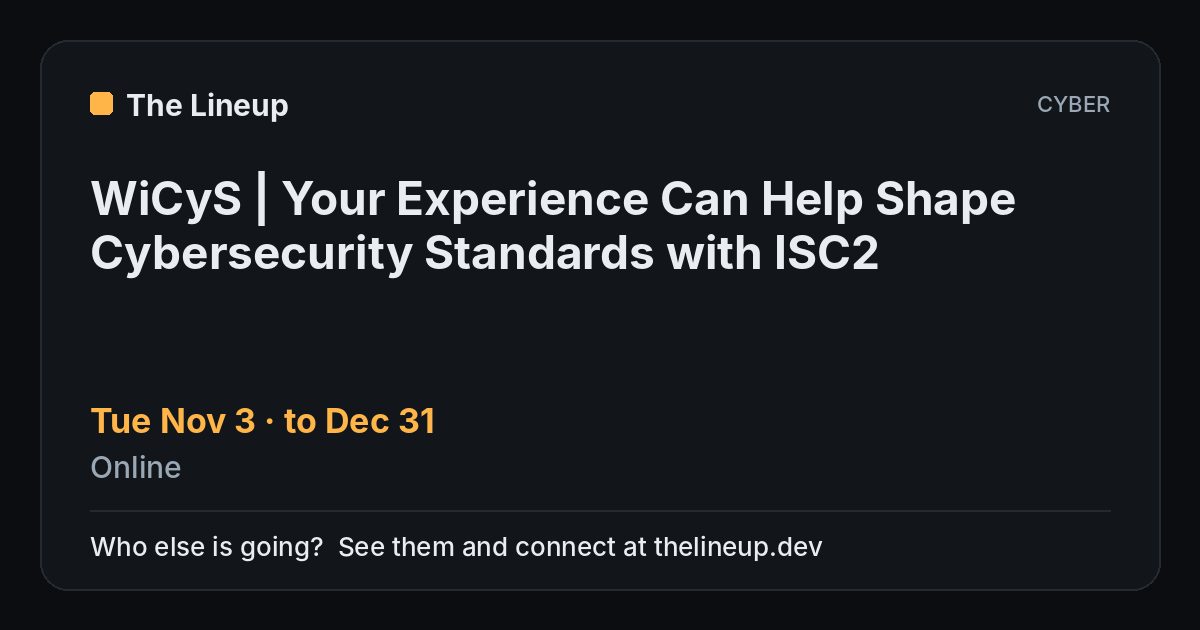 The Lineup
CYBER
WiCyS | Your Experience Can Help Shape
Cybersecurity Standards with ISC2
Tue Nov 3 · to Dec 31
Online
Who else is going? See them and connect at thelineup.dev